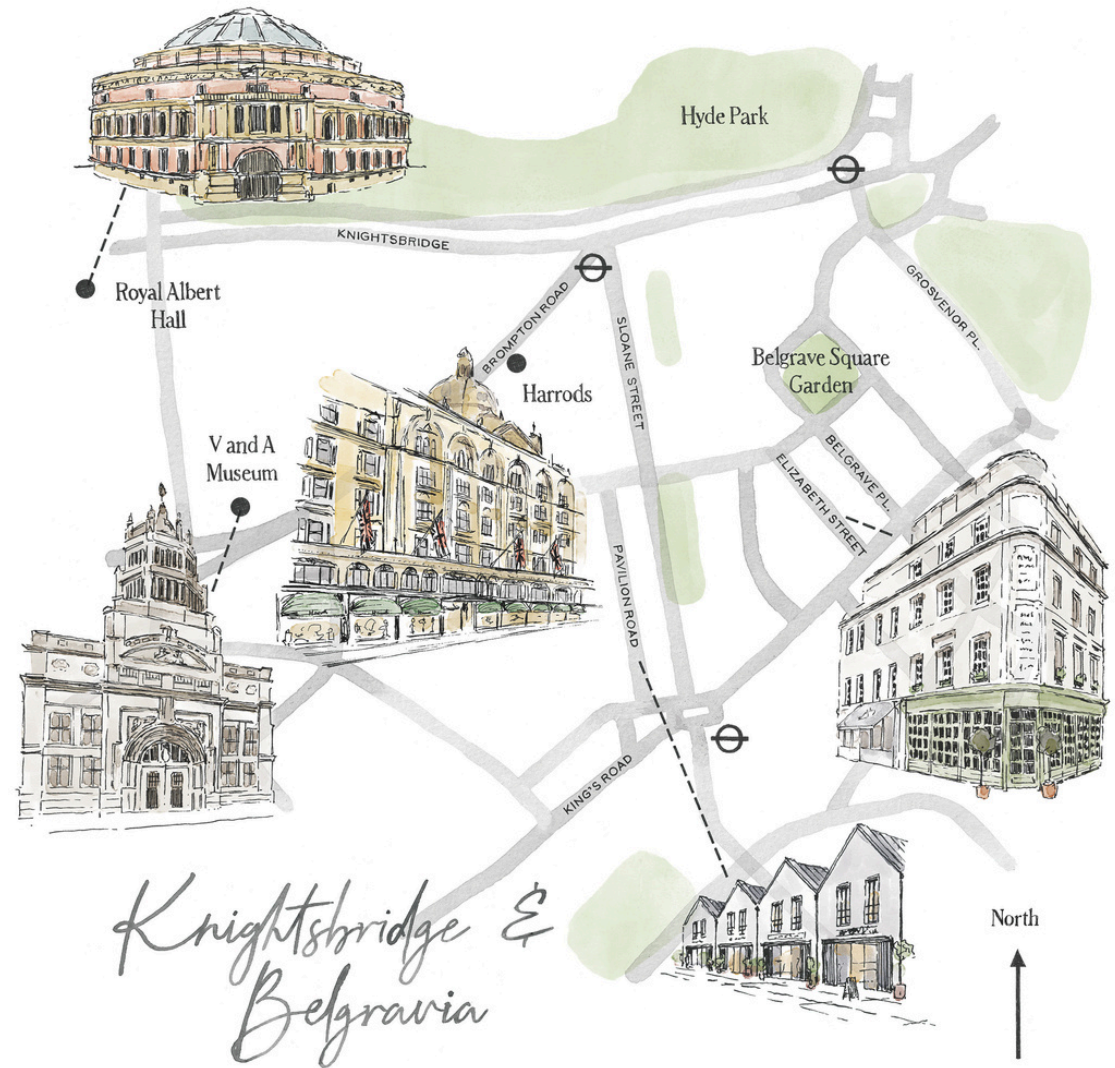 Hyde Park
KNIGHTSBRIDGE
Royal Albert
Hall
BROMPTON ROAD
SLOANE STREET
GROSVENOR PL.
Harrods
Belgrave Square
Garden
V and A
Museum
BELGRAVE PL.
ELIZABETH STREET
PAVILION ROAD
KING'S ROAD
Knightsbridge &
Belgravia
North